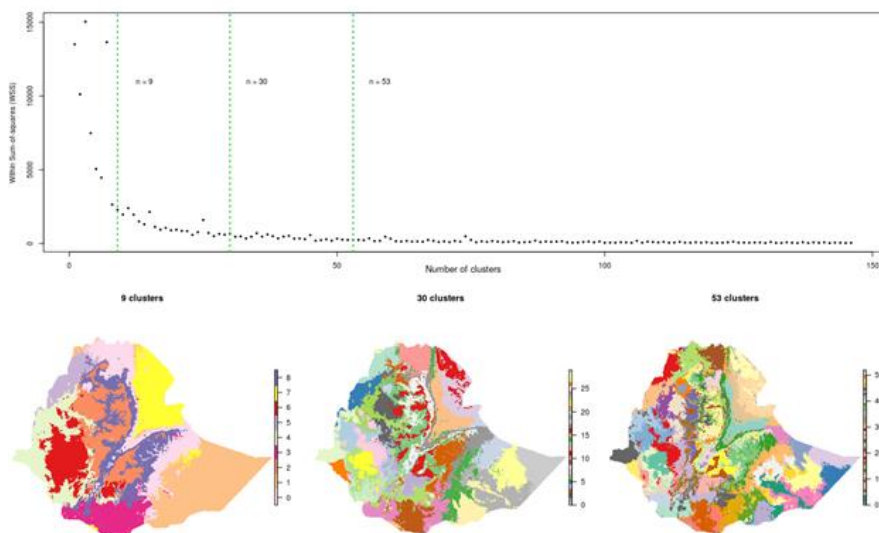 Within Sum-of-squares (WSS)
15000
10000
5000
0
n = 9
n = 30
n = 53
0
50
100
150
Number of clusters
9 clusters
30 clusters
53 clusters
8
7
6
5
4
3
2
1
0
25
20
15
10
5
0